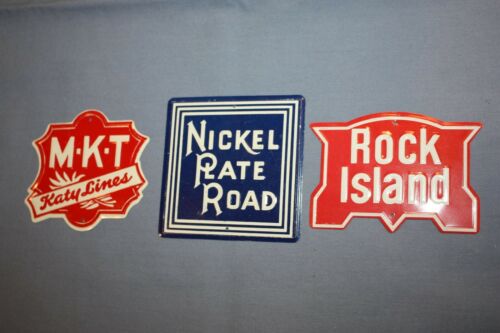 M·K·T
Katy Lines
NICKEL
PLATE
ROAD
Rock
Island